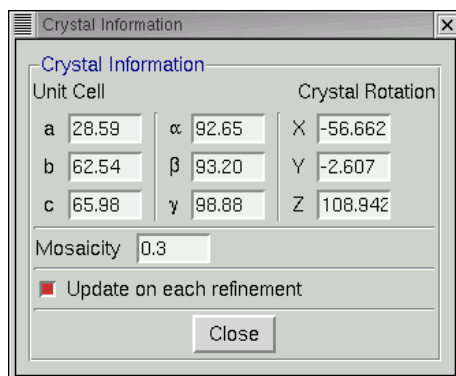 Crystal Information
Crystal Information
Unit Cell Crystal Rotation
a 28.59 α 92.65 X -56.662
b 62.54 β 93.20 Y -2.607
c 65.98 γ 98.88 Z 108.942
Mosaicity 0.3
Update on each refinement
Close